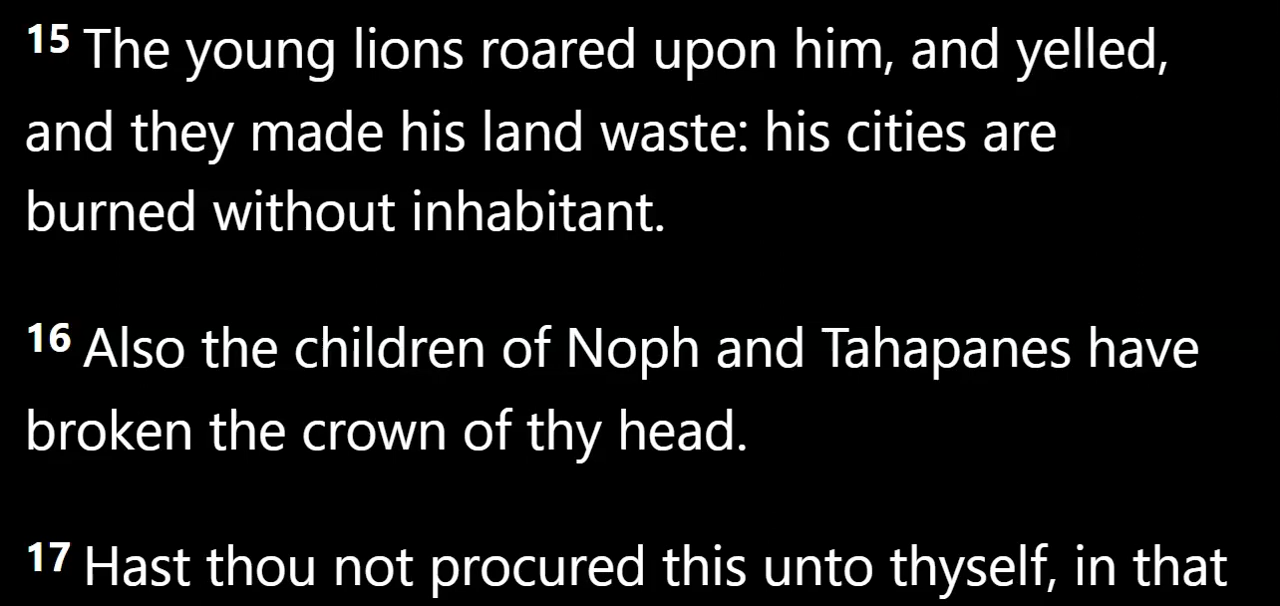 15 The young lions roared upon him, and yelled,
and they made his land waste: his cities are
burned without inhabitant.
16 Also the children of Noph and Tahapanes have
broken the crown of thy head.
17 Hast thou not procured this unto thyself, in that